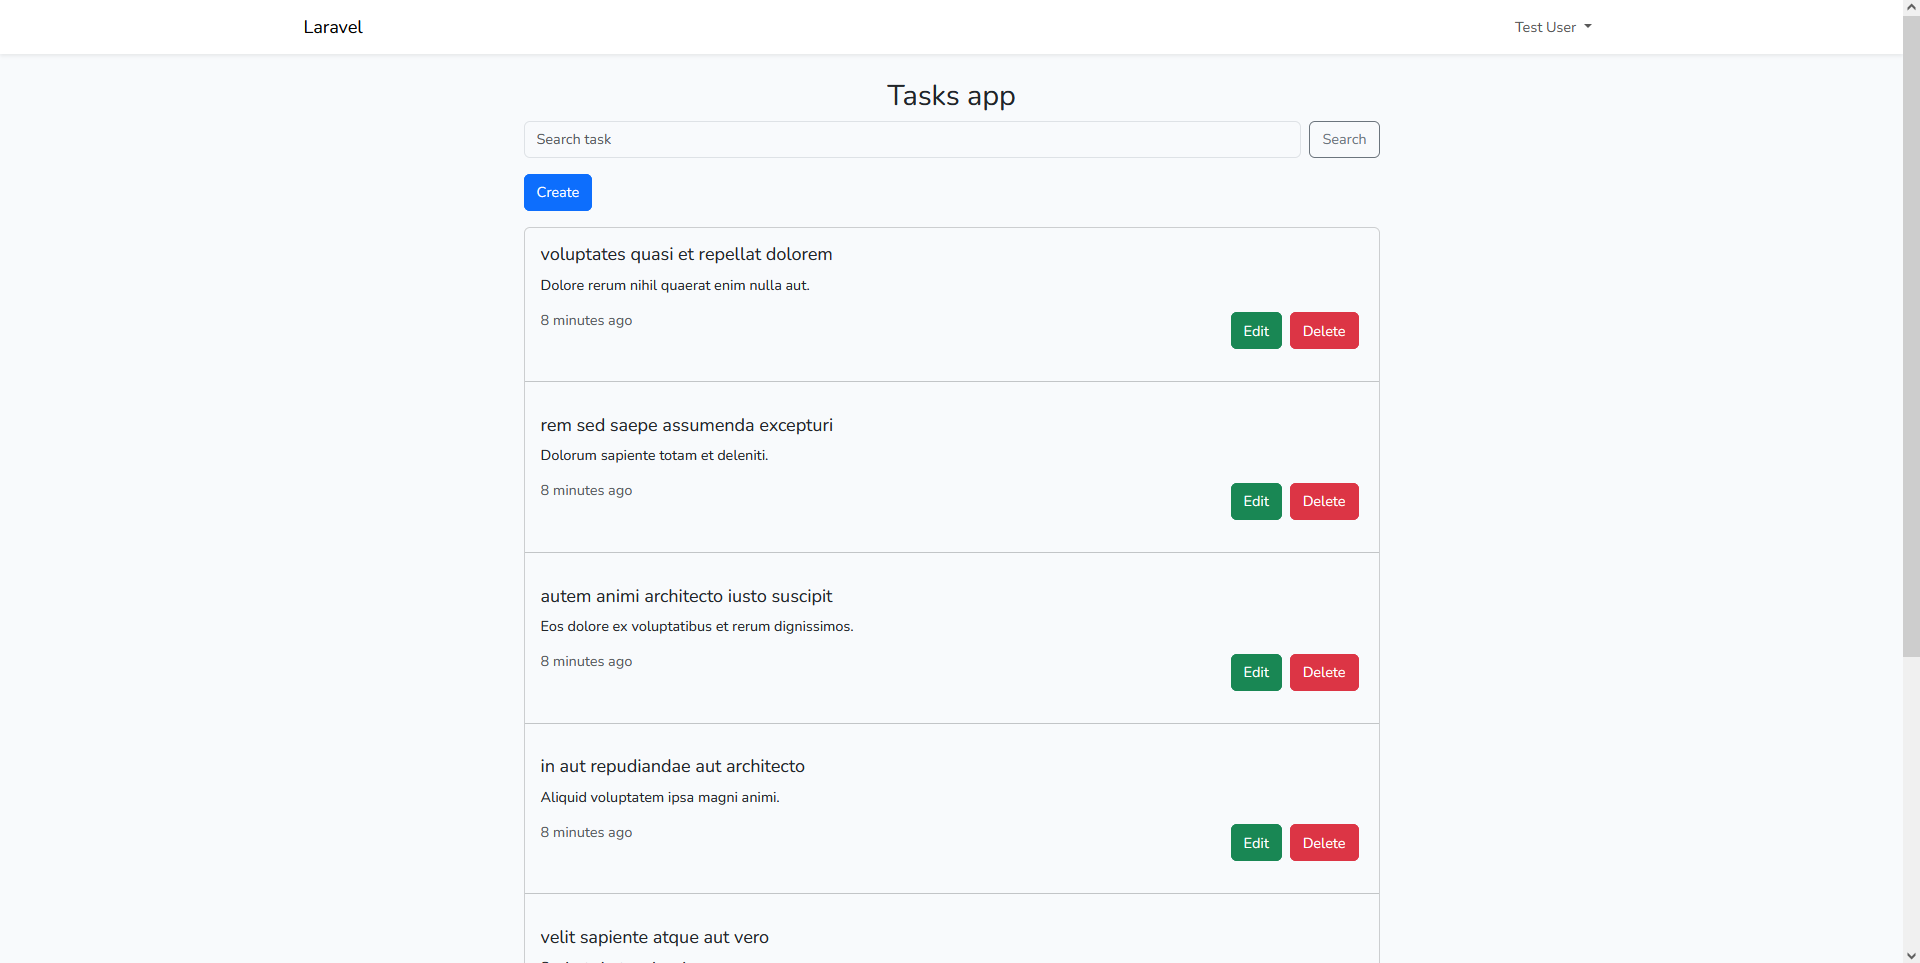 Laravel
Test User
Tasks app
Search task
Search
Create
voluptates quasi et repellat dolorem
Dolore rerum nihil quaerat enim nulla aut.
8 minutes ago
Edit
Delete
rem sed saepe assumenda excepturi
Dolorum sapiente totam et deleniti.
8 minutes ago
Edit
Delete
autem animi architecto iusto suscipit
Eos dolore ex voluptatibus et rerum dignissimos.
8 minutes ago
Edit
Delete
in aut repudiandae aut architecto
Aliquid voluptatem ipsa magni animi.
8 minutes ago
Edit
Delete
velit sapiente atque aut vero